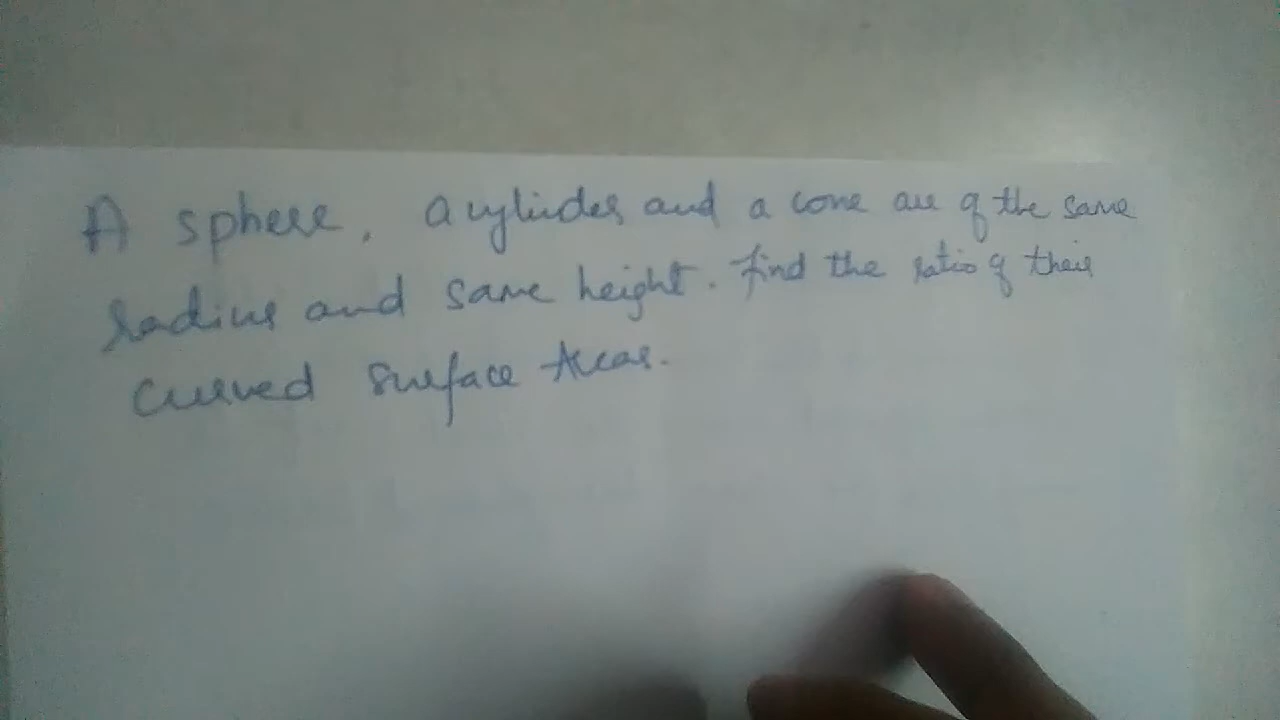 A sphere, a cylinder and a cone are of the same
radius and same height. find the ratio of their
Curved Surface Areas.